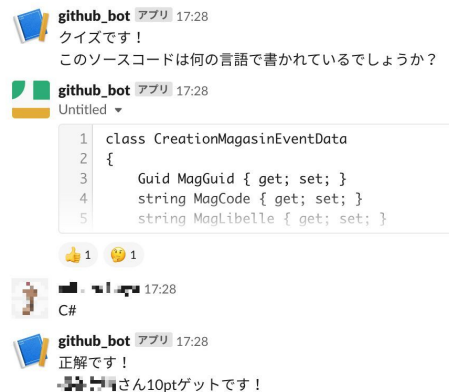 github_bot アプリ 17:28
クイズです！
このソースコードは何の言語で書かれているでしょうか？
github_bot アプリ 17:28
Untitled
1 class CreationMagasinEventData
2 {
3 Guid MagGuid { get; set; }
4 string MagCode { get; set; }
5 string MagLibelle { get; set; }
1 1
17:28
C#
github_bot アプリ 17:28
正解です！
さん10ptゲットです！